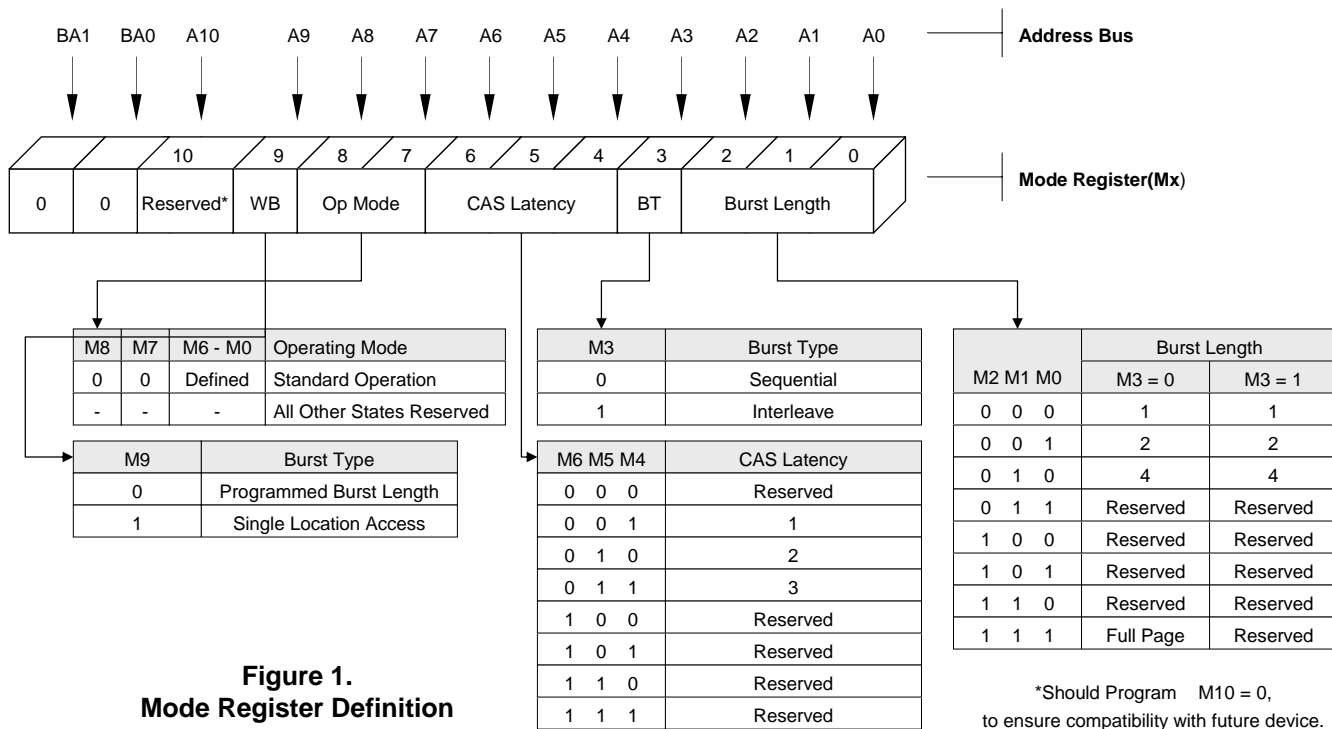 BA1 BA0 A10 A9 A8 A7 A6 A5 A4 A3 A2 A1 A0 Address Bus
10 9 8 7 6 5 4 3 2 1 0
0 0 Reserved* WB Op Mode CAS Latency BT Burst Length
Mode Register(Mx)
M8 M7 M6 - M0 Operating Mode
0 0 Defined Standard Operation
- - - All Other States Reserved
M9 Burst Type
0 Programmed Burst Length
1 Single Location Access
M3 Burst Type
0 Sequential
1 Interleave
M6 M5 M4 CAS Latency
0 0 0 Reserved
0 0 1 1
0 1 0 2
0 1 1 3
1 0 0 Reserved
1 0 1 Reserved
1 1 0 Reserved
1 1 1 Reserved
Burst Length
M2 M1 M0 M3 = 0 M3 = 1
0 0 0 1 1
0 0 1 2 2
0 1 0 4 4
0 1 1 Reserved Reserved
1 0 0 Reserved Reserved
1 0 1 Reserved Reserved
1 1 0 Reserved Reserved
1 1 1 Full Page Reserved
*Should Program M10 = 0,
to ensure compatibility with future device.
Figure 1.
Mode Register Definition